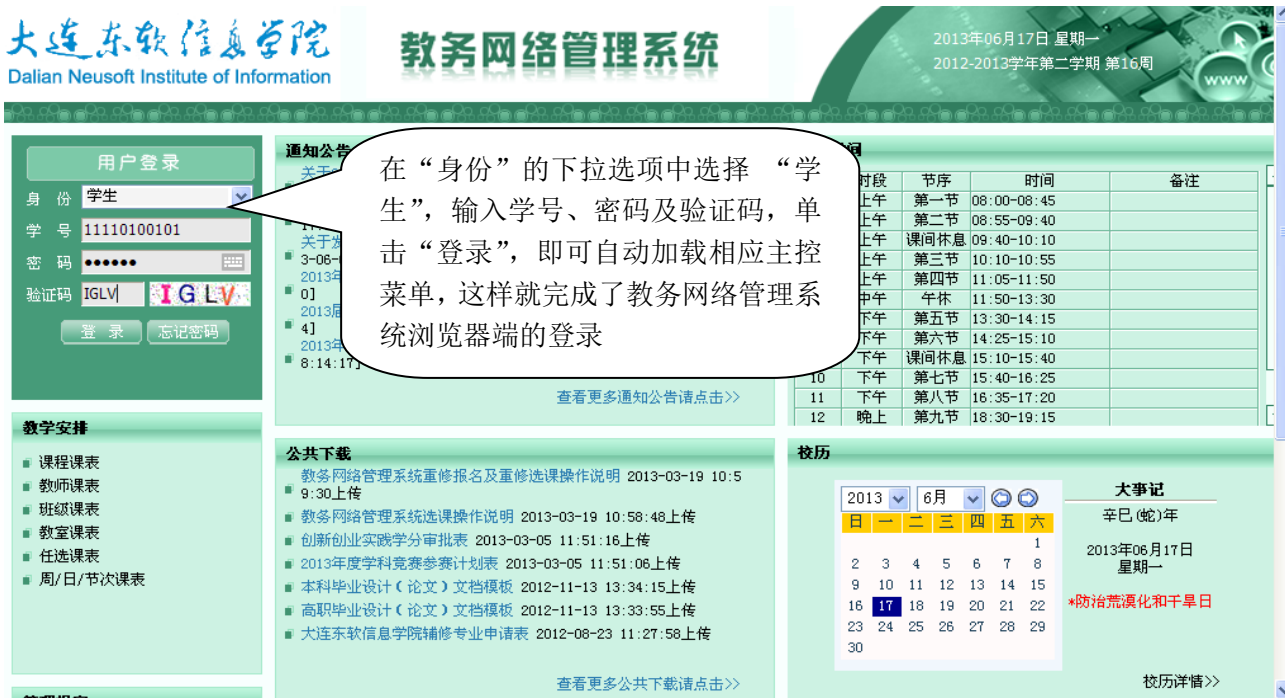 大连东软信息学院
Dalian Neusoft Institute of Information
教务网络管理系统
2013年06月17日 星期一
2012-2013学年第二学期 第16周
www
用户登录
身 份 学生
学 号 11110100101
密 码 ●●●●●●
验证码 IGLV IGLV
登 录 忘记密码
教学安排
课程课表
教师课表
班级课表
教室课表
任选课表
周/日/节次课表
通知公告
关于
关于发
3-06-
2013年
0]
2013届
4]
2013年
8:14:17]
查看更多通知公告请点击>>
在“身份”的下拉选项中选择 “学
生”，输入学号、密码及验证码，单
击“登录”，即可自动加载相应主控
菜单，这样就完成了教务网络管理系
统浏览器端的登录
公共下载
教务网络管理系统重修报名及重修选课操作说明 2013-03-19 10:5
9:30上传
教务网络管理系统选课操作说明 2013-03-19 10:58:48上传
创新创业实践学分审批表 2013-03-05 11:51:16上传
2013年度学科竞赛参赛计划表 2013-03-05 11:51:06上传
本科毕业设计（论文）文档模板 2012-11-13 13:34:15上传
高职毕业设计（论文）文档模板 2012-11-13 13:33:55上传
大连东软信息学院辅修专业申请表 2012-08-23 11:27:58上传
查看更多公共下载请点击>>
间
时段 节序 时间 备注
上午 第一节 08:00-08:45
上午 第二节 08:55-09:40
上午 课间休息 09:40-10:10
上午 第三节 10:10-10:55
上午 第四节 11:05-11:50
中午 午休 11:50-13:30
下午 第五节 13:30-14:15
下午 第六节 14:25-15:10
下午 课间休息 15:10-15:40
10 下午 第七节 15:40-16:25
11 下午 第八节 16:35-17:20
12 晚上 第九节 18:30-19:15
校历
2013 6月
日 一 二 三 四 五 六
1
2 3 4 5 6 7 8
9 10 11 12 13 14 15
16 17 18 19 20 21 22
23 24 25 26 27 28 29
30
大事记
辛巳(蛇)年
2013年06月17日
星期一
*防治荒漠化和干旱日
校历详情>>